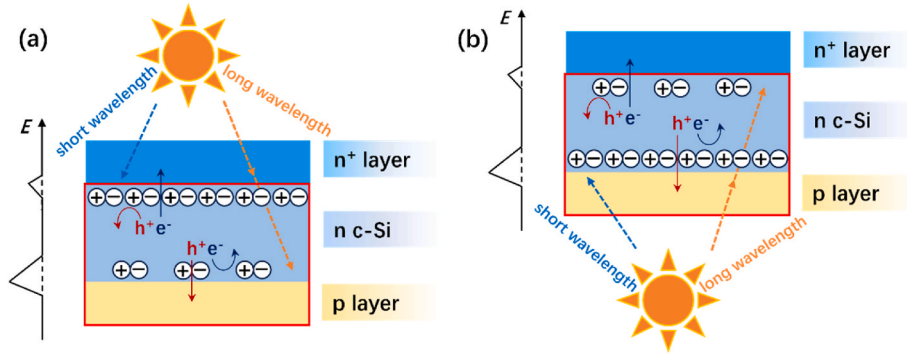 (a)
E
short wavelength
long wavelength
n+ layer
n c-Si
p layer
+ − + − + − + − + − + −
h+e-
h+e-
+ − + − + −
(b)
E
n+ layer
n c-Si
p layer
+ − + − + −
h+e-
h+e-
+ − + − + − + − + − + −
short wavelength
long wavelength